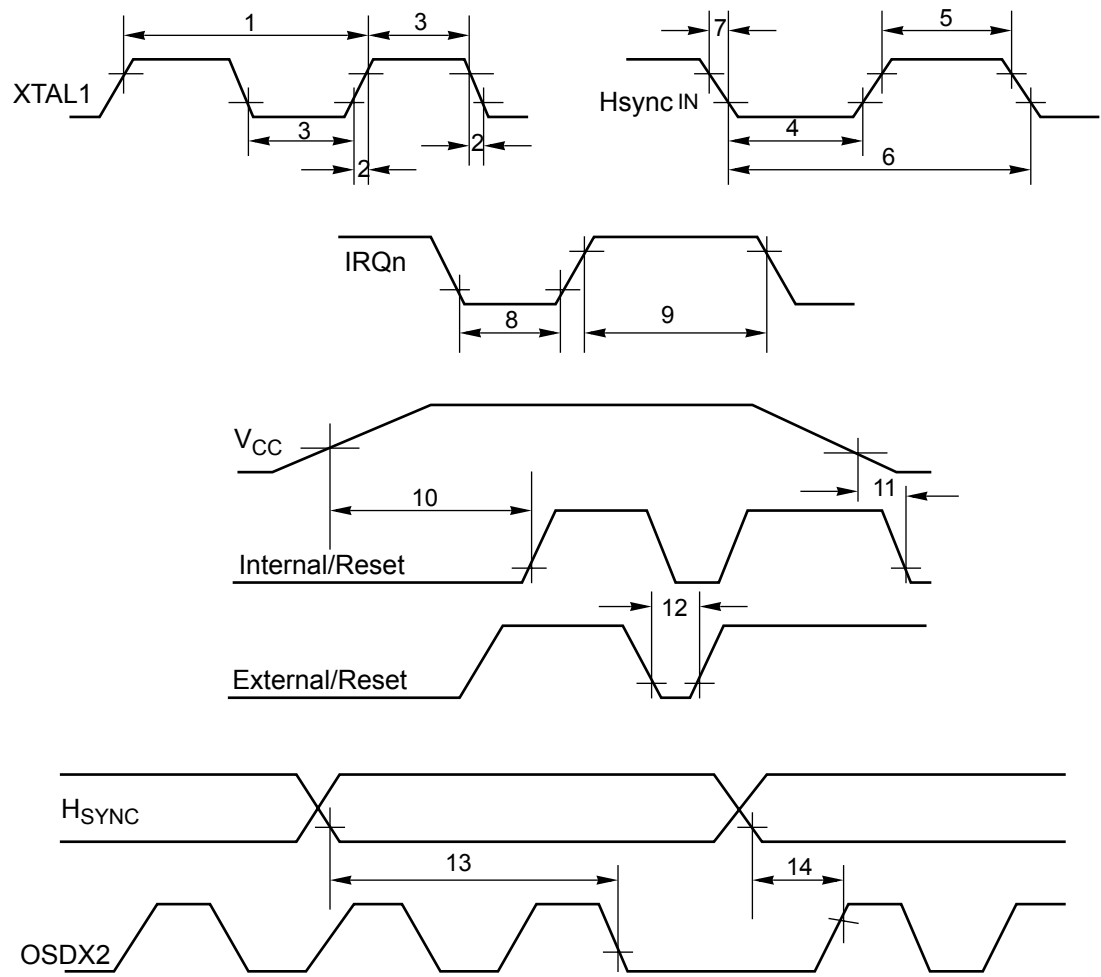 1
3
7
5
XTAL1
Hsync IN
3
2
4
2
6
IRQn
8
9
VCC
10
11
Internal/Reset
12
External/Reset
HSYNC
13
14
OSDX2